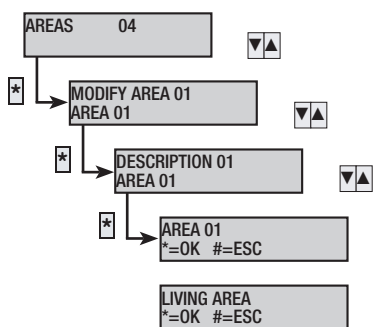 AREAS 04
▼▲
*
MODIFY AREA 01
AREA 01
▼▲
*
DESCRIPTION 01
AREA 01
▼▲
*
AREA 01
*=OK #=ESC
LIVING AREA
*=OK #=ESC